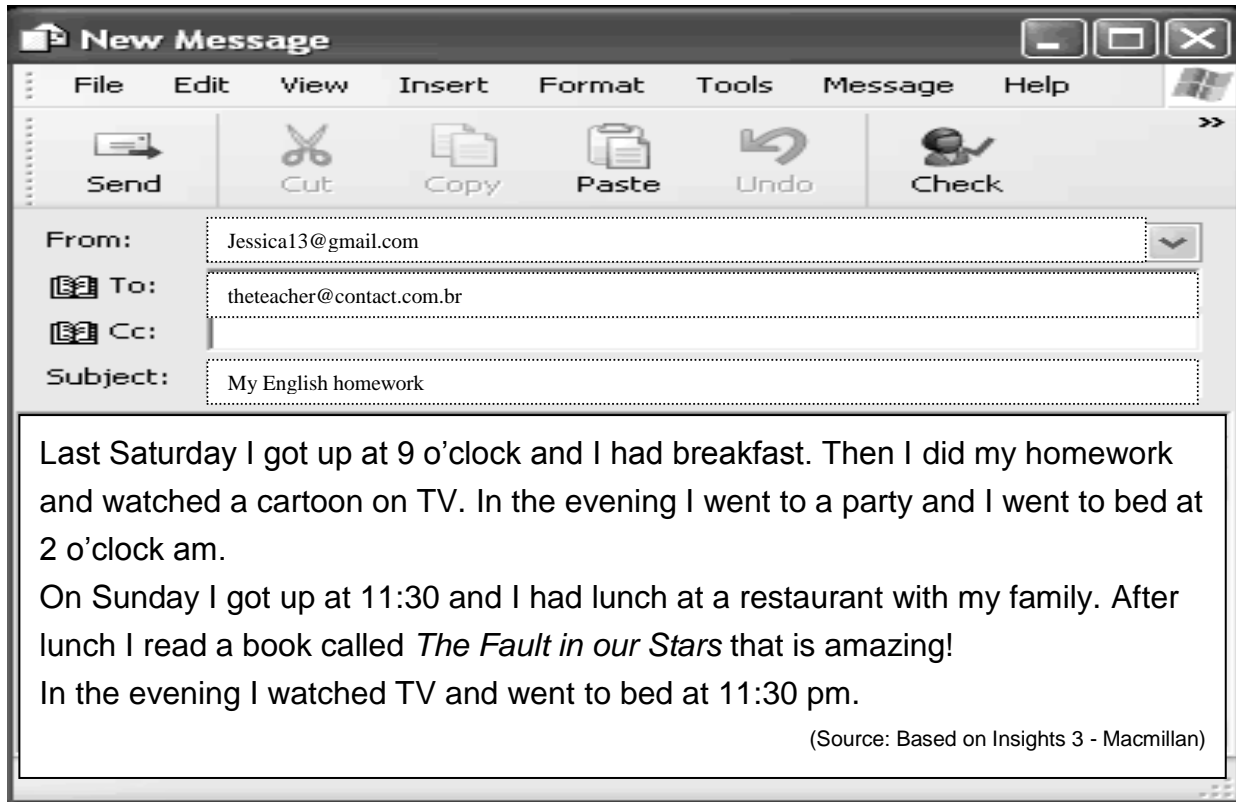 New Message
File Edit View Insert Format Tools Message Help
»
Send Cut Copy Paste Undo Check
From: Jessica13@gmail.com
To: theteacher@contact.com.br
Cc:
Subject: My English homework
Last Saturday I got up at 9 o’clock and I had breakfast. Then I did my homework
and watched a cartoon on TV. In the evening I went to a party and I went to bed at
2 o’clock am.
On Sunday I got up at 11:30 and I had lunch at a restaurant with my family. After
lunch I read a book called The Fault in our Stars that is amazing!
In the evening I watched TV and went to bed at 11:30 pm.
(Source: Based on Insights 3 - Macmillan)